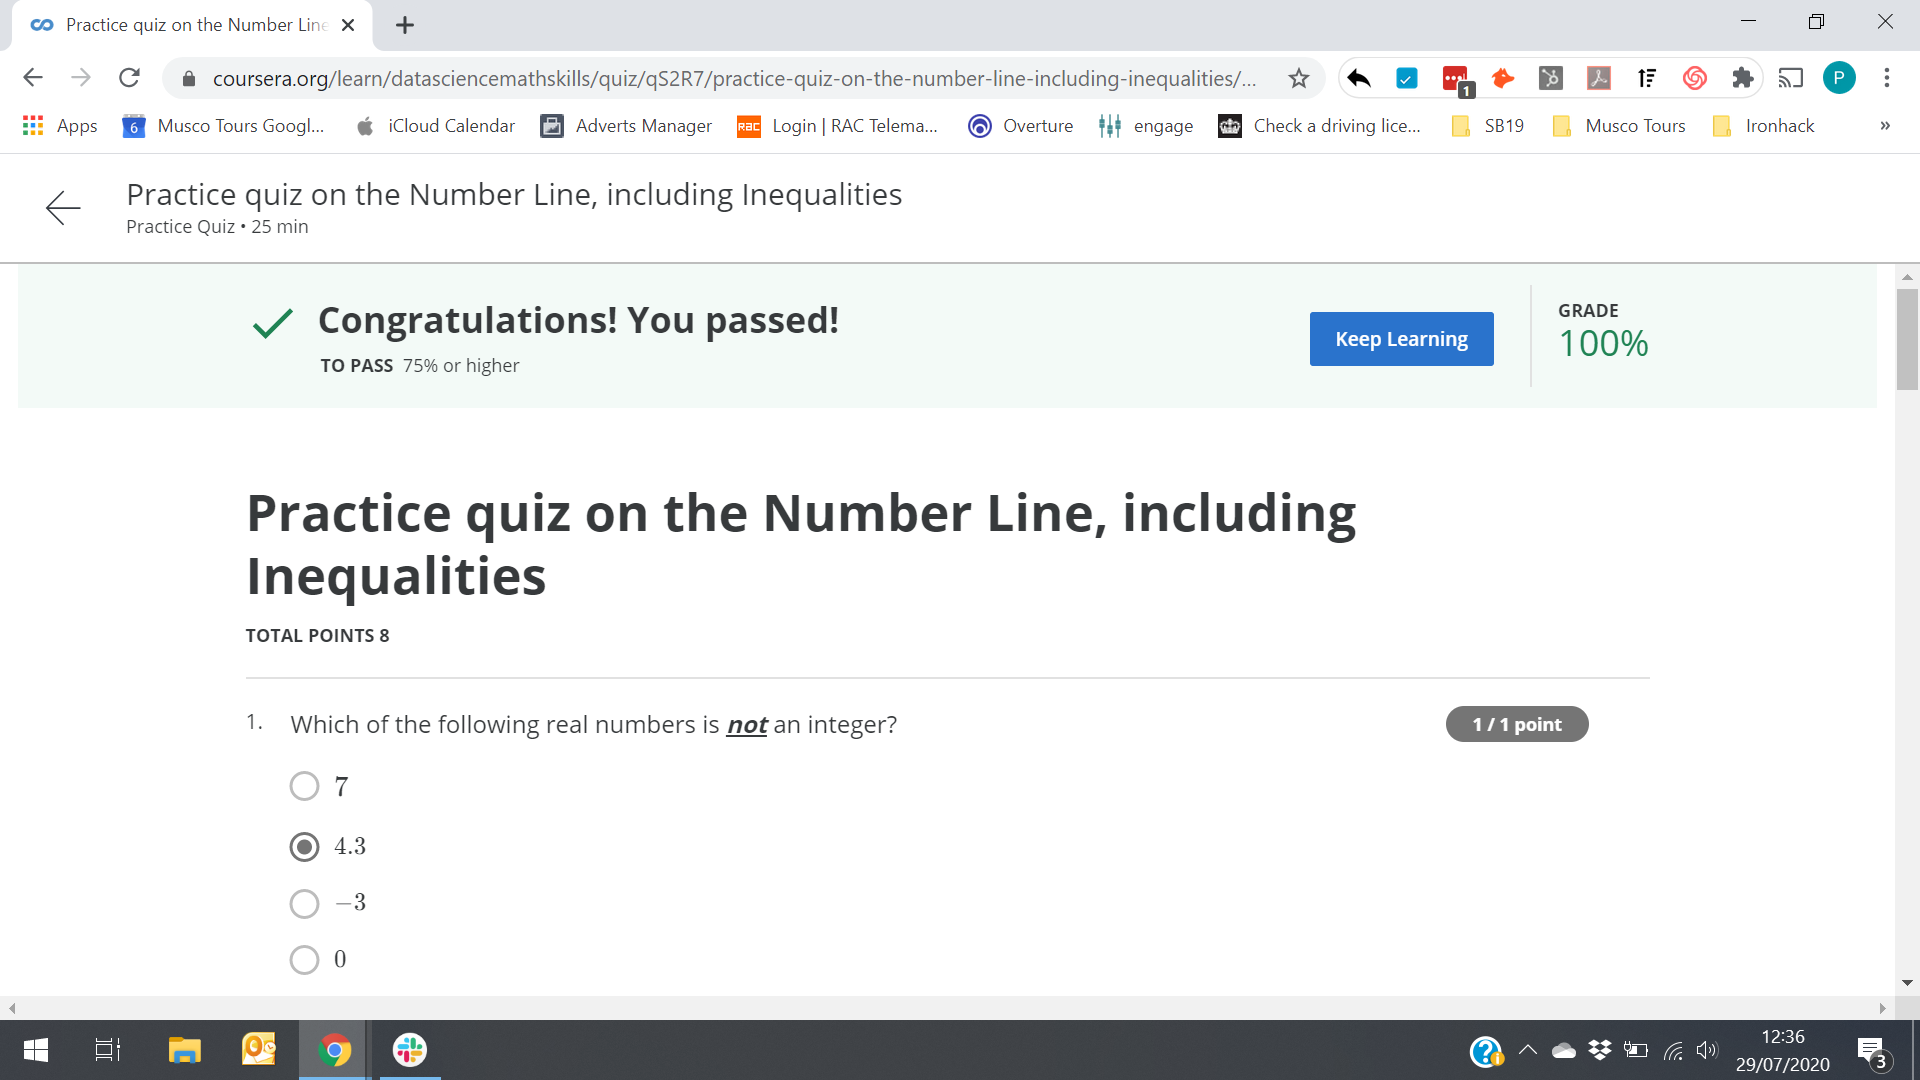 Practice quiz on the Number Line
coursera.org/learn/datasciencemathskills/quiz/qS2R7/practice-quiz-on-the-number-line-including-inequalities/...
1
P
Apps
6
Musco Tours Googl...
iCloud Calendar
Adverts Manager
RAC
Login | RAC Telema...
Overture
engage
Check a driving lice...
SB19
Musco Tours
Ironhack
»
Practice quiz on the Number Line, including Inequalities
Practice Quiz • 25 min
Congratulations! You passed!
TO PASS 75% or higher
Keep Learning
GRADE
100%
Practice quiz on the Number Line, including
Inequalities
TOTAL POINTS 8
1. Which of the following real numbers is not an integer?
1 / 1 point
7
4.3
−3
0
12:36
29/07/2020
3